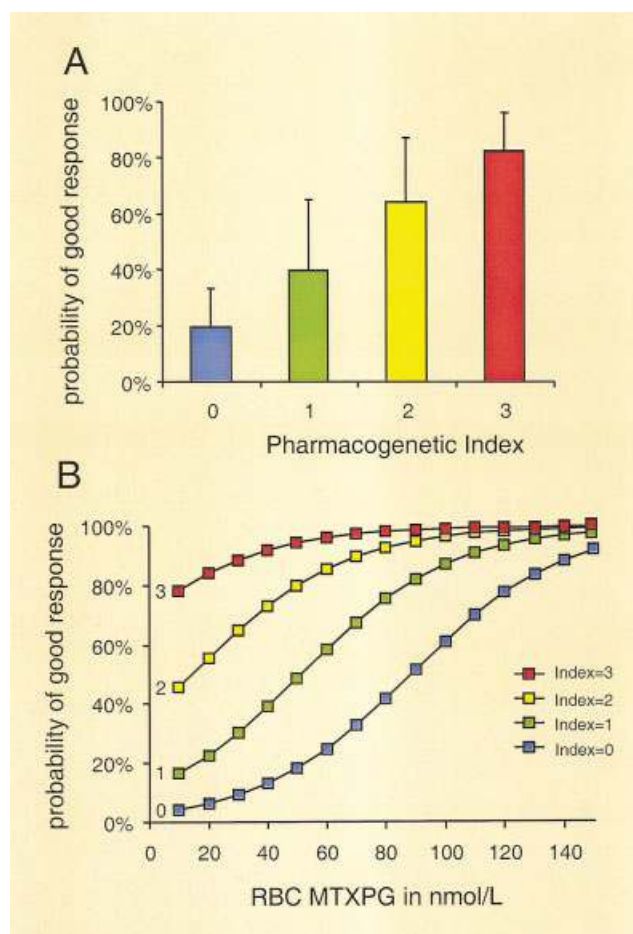 A
probability of good response
100%
80%
60%
40%
20%
0%
0 1 2 3
Pharmacogenetic Index
B
probability of good response
100%
80%
60%
40%
20%
0%
3
2
1
0
Index=3
Index=2
Index=1
Index=0
0 20 40 60 80 100 120 140
RBC MTXPG in nmol/L